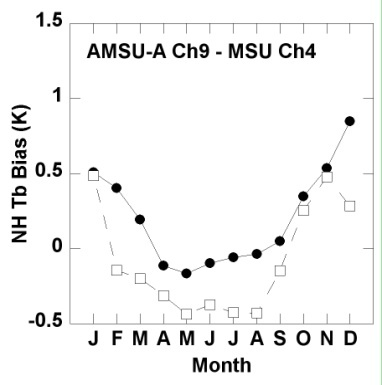 1.5
AMSU-A Ch9 - MSU Ch4
1
0.5
0
-0.5
NH Tb Bias (K)
J F M A M J J A S O N D
Month